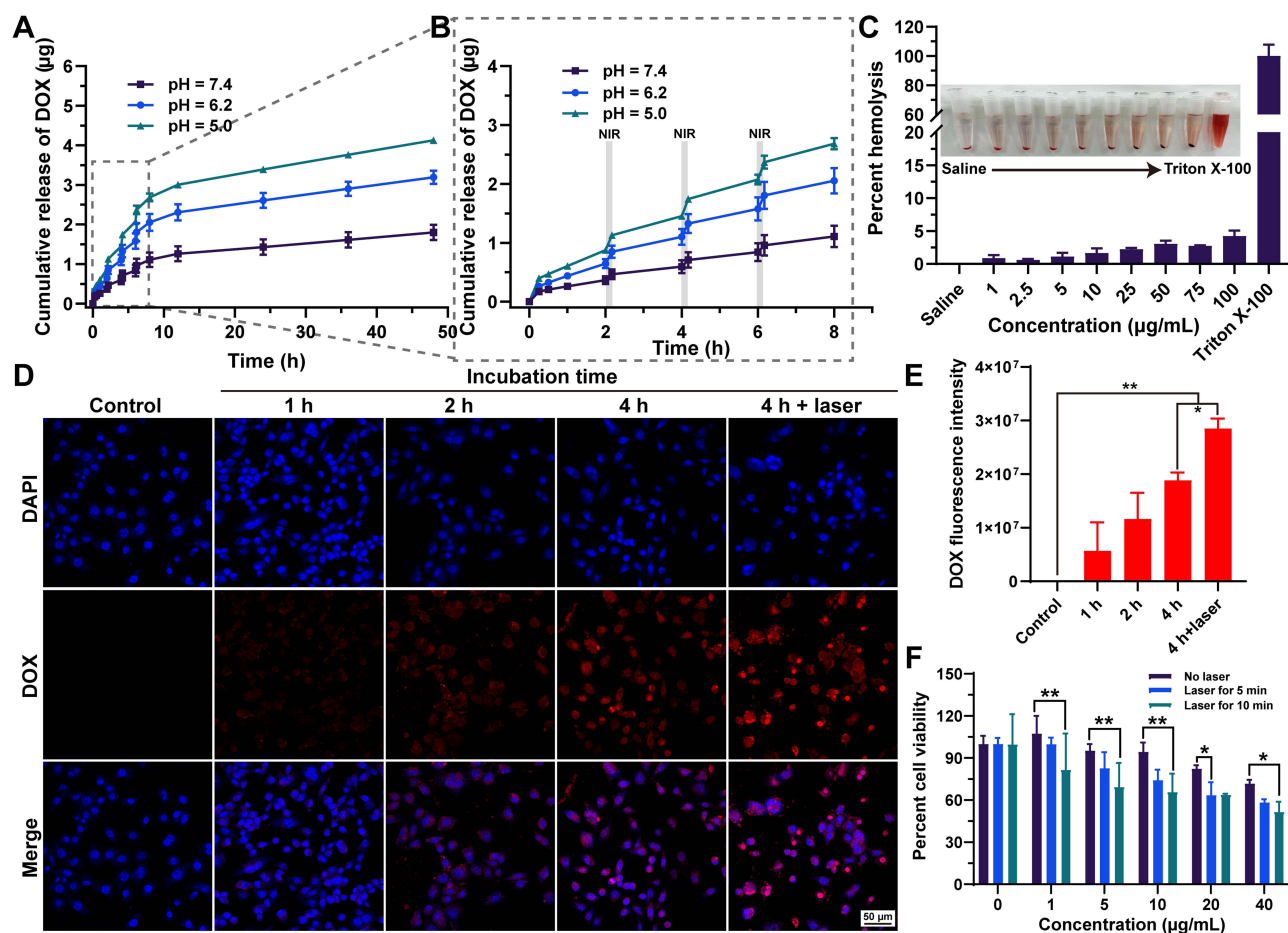 A
Cumulative release of DOX (µg)
6
5
4
3
2
1
0
pH = 7.4
pH = 6.2
pH = 5.0
0
10
20
30
40
50
Time (h)
B
Cumulative release of DOX (µg)
4
3
2
1
0
pH = 7.4
pH = 6.2
pH = 5.0
NIR
NIR
NIR
0
2
4
6
8
Time (h)
C
Percent hemolysis
120
100
80
60
20
15
10
5
0
Saline
Triton X-100
Saline
1
2.5
5
10
25
50
75
100
Triton X-100
Concentration (µg/mL)
D
Incubation time
Control
1 h
2 h
4 h
4 h + laser
DAPI
DOX
Merge
50 µm
E
DOX fluorescence intensity
4×10⁷
3×10⁷
2×10⁷
1×10⁷
0
**
*
Control
1 h
2 h
4 h
4 h+laser
F
Percent cell viability
150
120
90
60
30
0
No laser
Laser for 5 min
Laser for 10 min
**
**
**
*
*
0
1
5
10
20
40
Concentration (µg/mL)